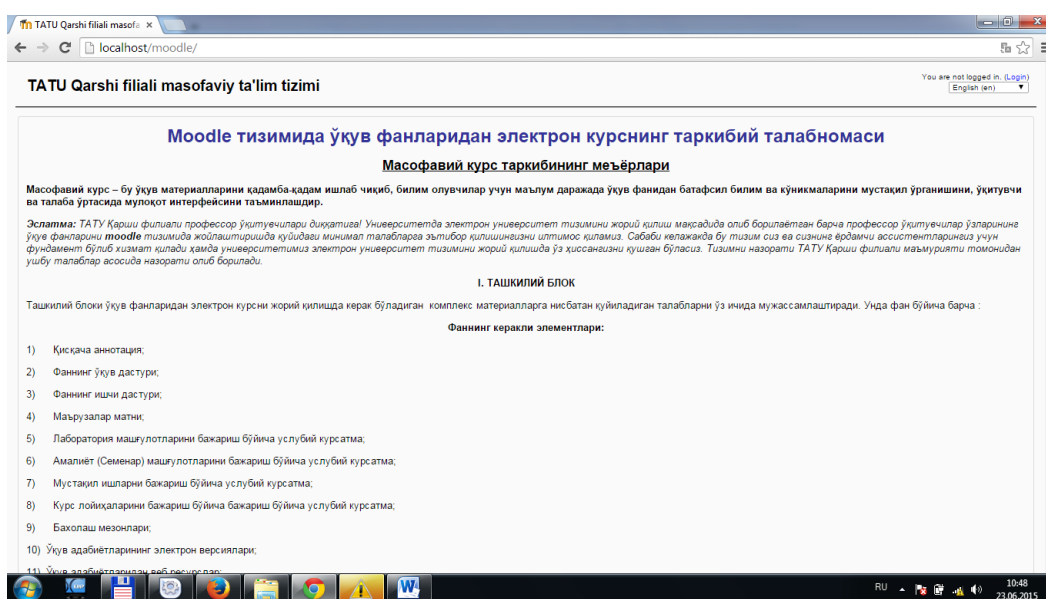 TATU Qarshi filiali masofa
localhost/moodle/
TATU Qarshi filiali masofaviy ta'lim tizimi
You are not logged in. (Login)
English (en)
Moodle тизимида ўқув фанларидан электрон курснинг таркибий талабномаси
Масофавий курс таркибининг меъёрлари
Масофавий курс – бу ўқув материалларини қадамба-қадам ишлаб чиқиб, билим олувчилар учун маълум даражада ўқув фанидан батафсил билим ва кўникмаларини мустақил ўрганишини, ўқитувчи
ва талаба ўртасида мулоқот интерфейсини таъминлашдир.
Эслатма: ТАТУ Қарши филиали профессор ўқитувчилари диққатига! Университетда электрон университет тизимини жорий қилиш мақсадида олиб борилаётган барча профессор ўқитувчилар ўзларининг
ўқув фанларини moodle тизимида жойлаштиришда қуйидаги минимал талабларга эътибор қилишингизни илтимос қиламиз. Сабаби келажакда бу тизим сиз ва сизнинг ёрдамчи ассистентларингиз учун
фундамент бўлиб хизмат қилади ҳамда университетимиз электрон университет тизимини жорий қилишда ўз ҳиссангизни қушган бўласиз. Тизимни назорати ТАТУ Қарши филиали маъмурияти томонидан
ушбу талаблар асосида назорати олиб борилади.
I. ТАШКИЛИЙ БЛОК
Ташкилий блоки ўқув фанларидан электрон курсни жорий қилишда керак бўладиган комплекс материалларга нисбатан қуйиладиган талабларни ўз ичида мужассамлаштиради. Унда фан бўйича барча :
Фаннинг керакли элементлари:
1) Қисқача аннотация;
2) Фаннинг ўқув дастури;
3) Фаннинг ишчи дастури;
4) Маърузалар матни;
5) Лаборатория машғулотларини бажариш бўйича услубий курсатма;
6) Амалиёт (Семенар) машғулотларини бажариш бўйича услубий курсатма;
7) Мустақил ишларни бажариш бўйича услубий курсатма;
8) Курс лойиҳаларини бажариш бўйича бажариш бўйича услубий курсатма;
9) Бахолаш мезонлари;
10) Ўқув адабиётларининг электрон версиялари;
11) Ўқув адабиётларидан веб ресурслар;
RU
10:48
23.06.2015